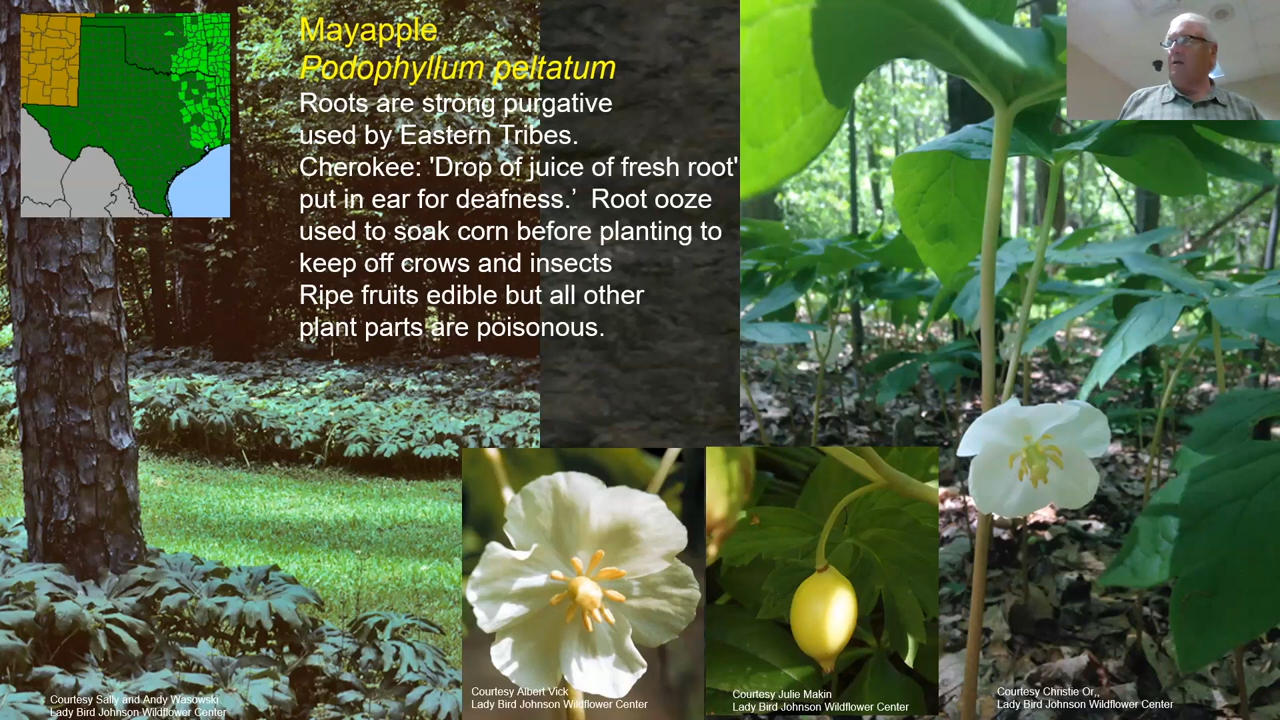 Mayapple
Podophyllum peltatum
Roots are strong purgative
used by Eastern Tribes.
Cherokee: 'Drop of juice of fresh root'
put in ear for deafness.’  Root ooze
used to soak corn before planting to
keep off crows and insects
Ripe fruits edible but all other
plant parts are poisonous.
Courtesy Sally and Andy Wasowski
Lady Bird Johnson Wildflower Center
Courtesy Albert Vick
Lady Bird Johnson Wildflower Center
Courtesy Julie Makin
Lady Bird Johnson Wildflower Center
Courtesy Christie Or,,
Lady Bird Johnson Wildflower Center